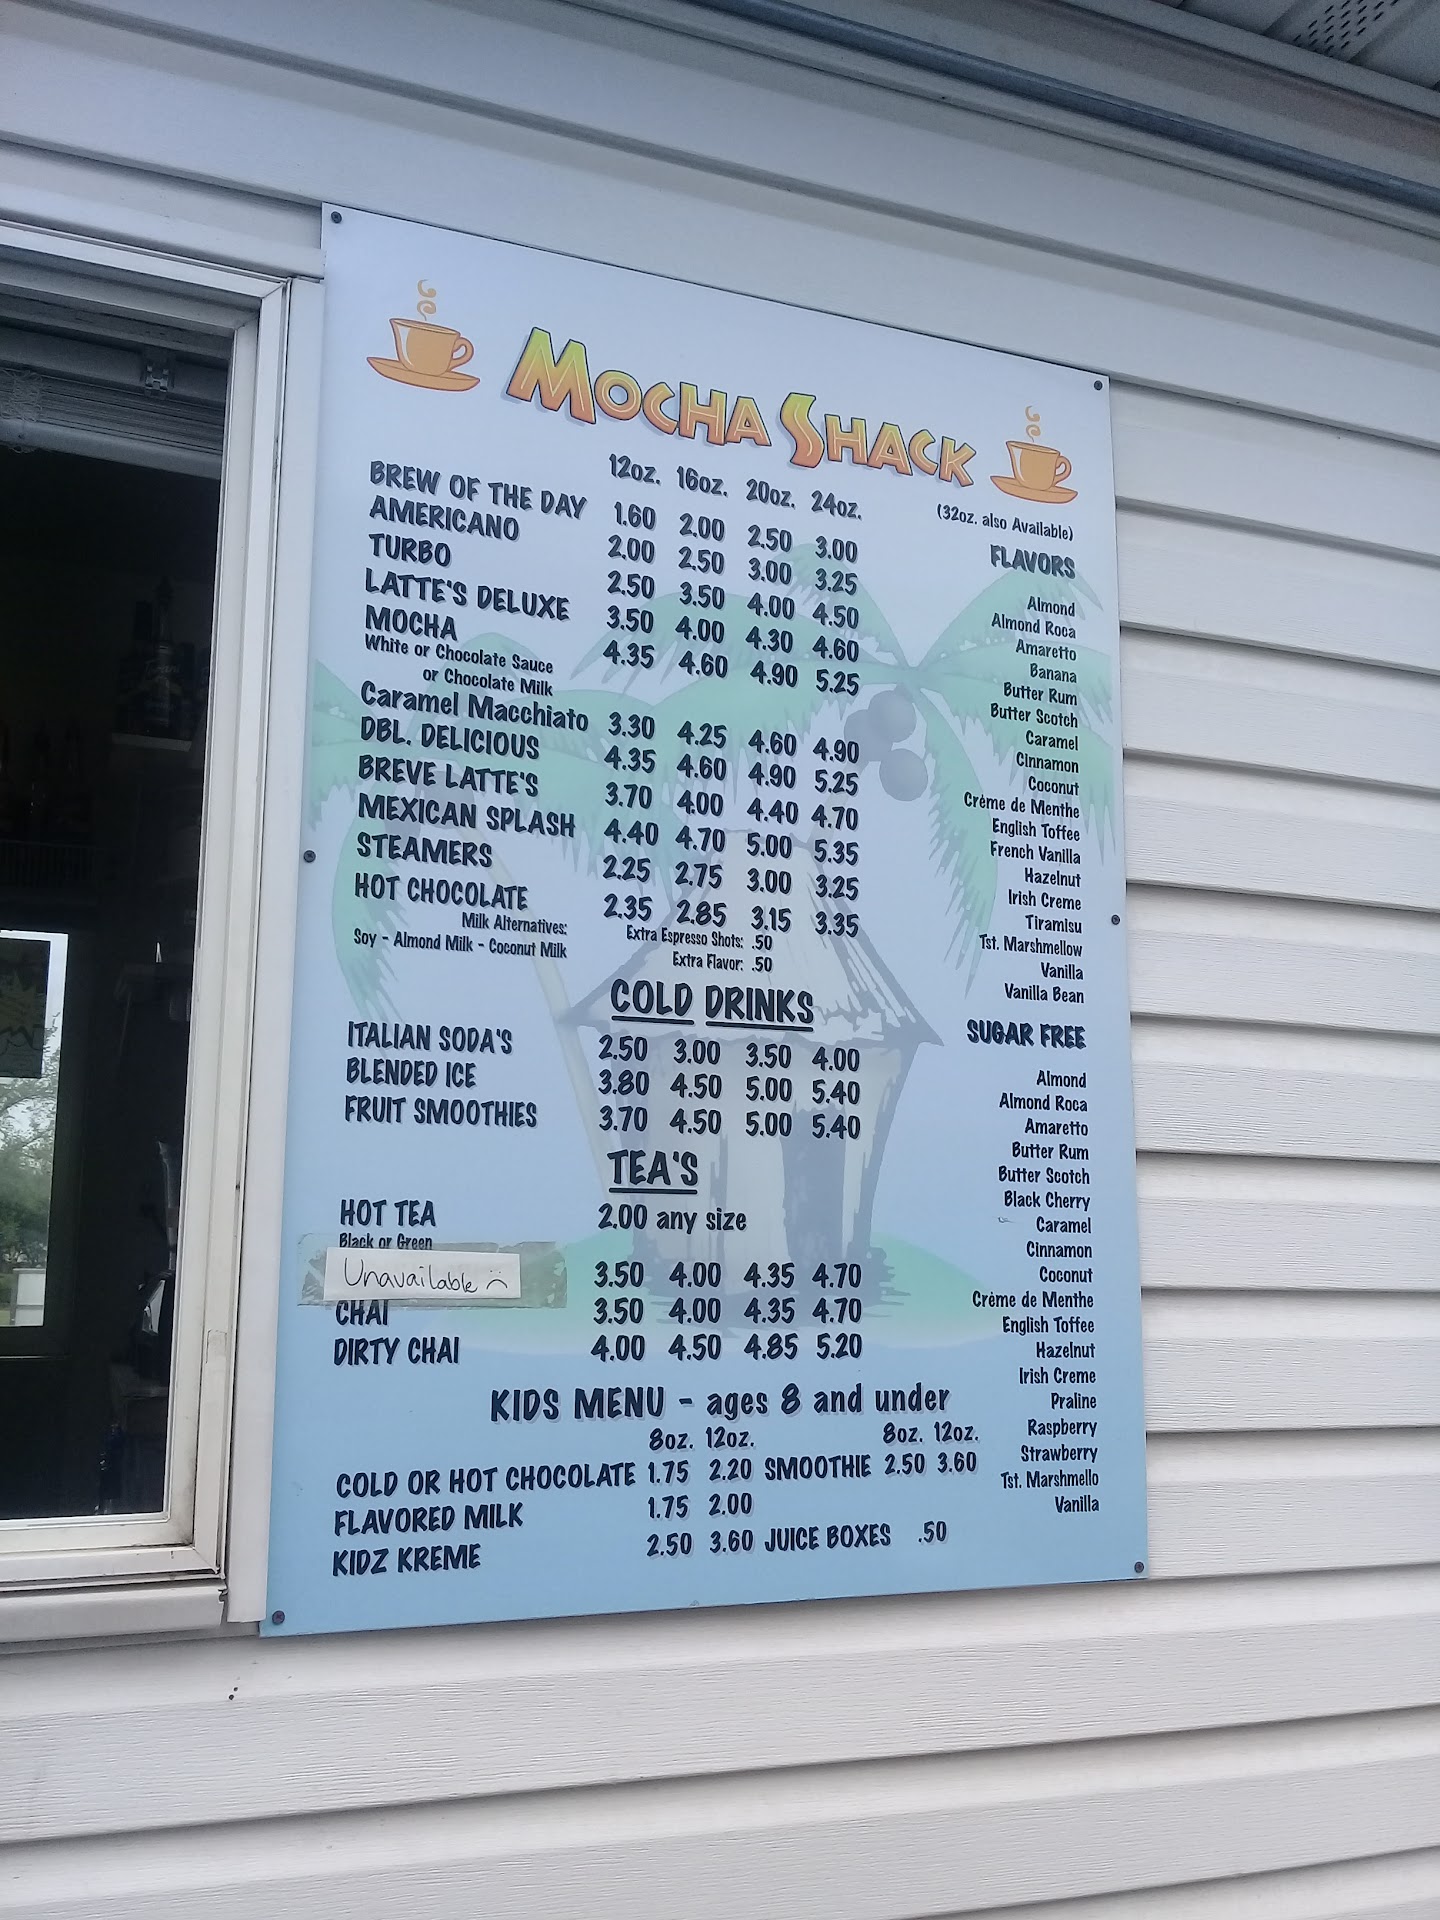 MOCHA SHACK
12oz. 16oz. 20oz. 24oz.
(32oz. also Available)
BREW OF THE DAY 1.60 2.00 2.50 3.00
AMERICANO 2.00 2.50 3.00 3.25
TURBO 2.50 3.50 4.00 4.50
LATTE'S DELUXE 3.50 4.00 4.30 4.60
MOCHA 4.35 4.60 4.90 5.25
White or Chocolate Sauce
or Chocolate Milk
Caramel Macchiato 3.30 4.25 4.60 4.90
DBL. DELICIOUS 4.35 4.60 4.90 5.25
BREVE LATTE'S 3.70 4.00 4.40 4.70
MEXICAN SPLASH 4.40 4.70 5.00 5.35
STEAMERS 2.25 2.75 3.00 3.25
HOT CHOCOLATE 2.35 2.85 3.15 3.35
Milk Alternatives:
Soy - Almond Milk - Coconut Milk
Extra Espresso Shots: .50
Extra Flavor: .50
COLD DRINKS
ITALIAN SODA'S 2.50 3.00 3.50 4.00
BLENDED ICE 3.80 4.50 5.00 5.40
FRUIT SMOOTHIES 3.70 4.50 5.00 5.40
TEA'S
HOT TEA 2.00 any size
Black or Green
Unavailable 3.50 4.00 4.35 4.70
CHAI 3.50 4.00 4.35 4.70
DIRTY CHAI 4.00 4.50 4.85 5.20
KIDS MENU - ages 8 and under
8oz. 12oz. 8oz. 12oz.
COLD OR HOT CHOCOLATE 1.75 2.20 SMOOTHIE 2.50 3.60
FLAVORED MILK 1.75 2.00
KIDZ KREME 2.50 3.60 JUICE BOXES .50
FLAVORS
Almond
Almond Roca
Amaretto
Banana
Butter Rum
Butter Scotch
Caramel
Cinnamon
Coconut
Crème de Menthe
English Toffee
French Vanilla
Hazelnut
Irish Creme
Tiramisu
Tst. Marshmellow
Vanilla
Vanilla Bean
SUGAR FREE
Almond
Almond Roca
Amaretto
Butter Rum
Butter Scotch
Black Cherry
Caramel
Cinnamon
Coconut
Crème de Menthe
English Toffee
Hazelnut
Irish Creme
Praline
Raspberry
Strawberry
Tst. Marshmello
Vanilla